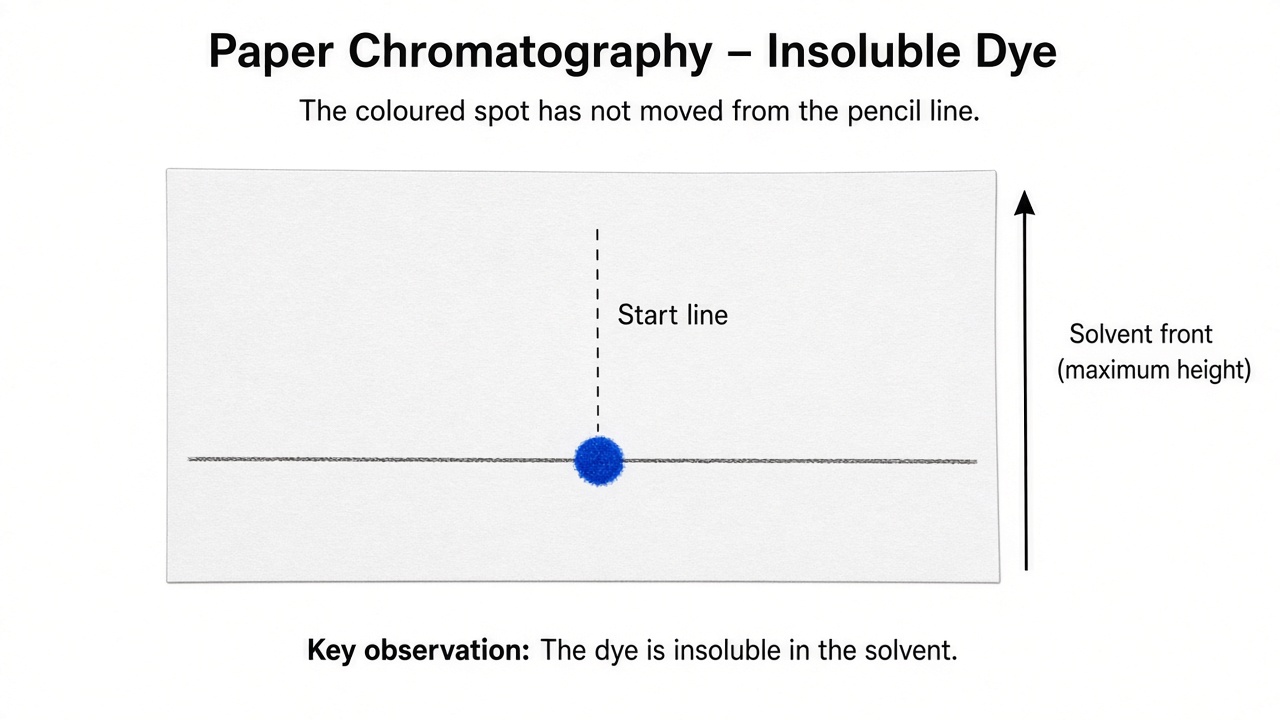 Paper Chromatography – Insoluble Dye
The coloured spot has not moved from the pencil line.
Start line
Solvent front
(maximum height)
Key observation: The dye is insoluble in the solvent.